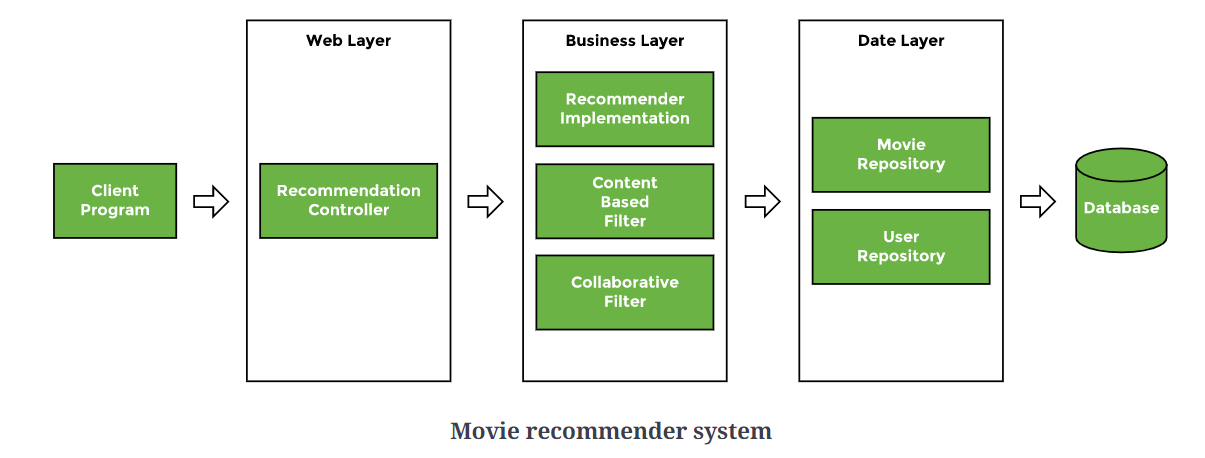 Web Layer
Business Layer
Date Layer
Client
Program
Recommendation
Controller
Recommender
Implementation
Content
Based
Filter
Collaborative
Filter
Movie
Repository
User
Repository
Database
Movie recommender system